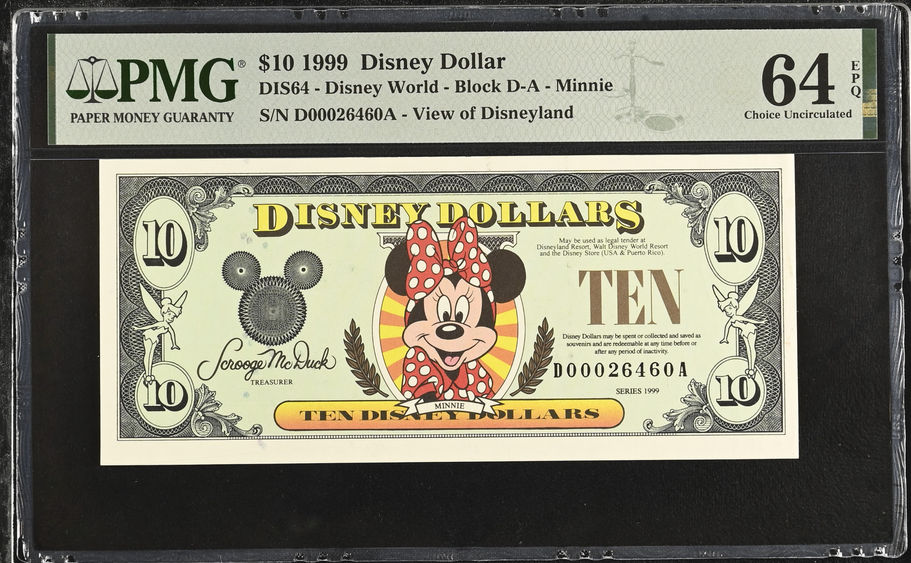 PMG®
PAPER MONEY GUARANTY
$10 1999 Disney Dollar
DIS64 - Disney World - Block D-A - Minnie
S/N D00026460A - View of Disneyland
64
EPQ
Choice Uncirculated
DISNEY DOLLARS
10
10
May be used as legal tender at
Disneyland Resort, Walt Disney World Resort
and the Disney Store (USA & Puerto Rico).
TEN
Disney Dollars may be spent or collected and saved as
souvenirs and are redeemable at any time before or
after any period of inactivity.
Scrooge McDuck
TREASURER
D00026460A
SERIES 1999
10
10
MINNIE
TEN DISNEY DOLLARS